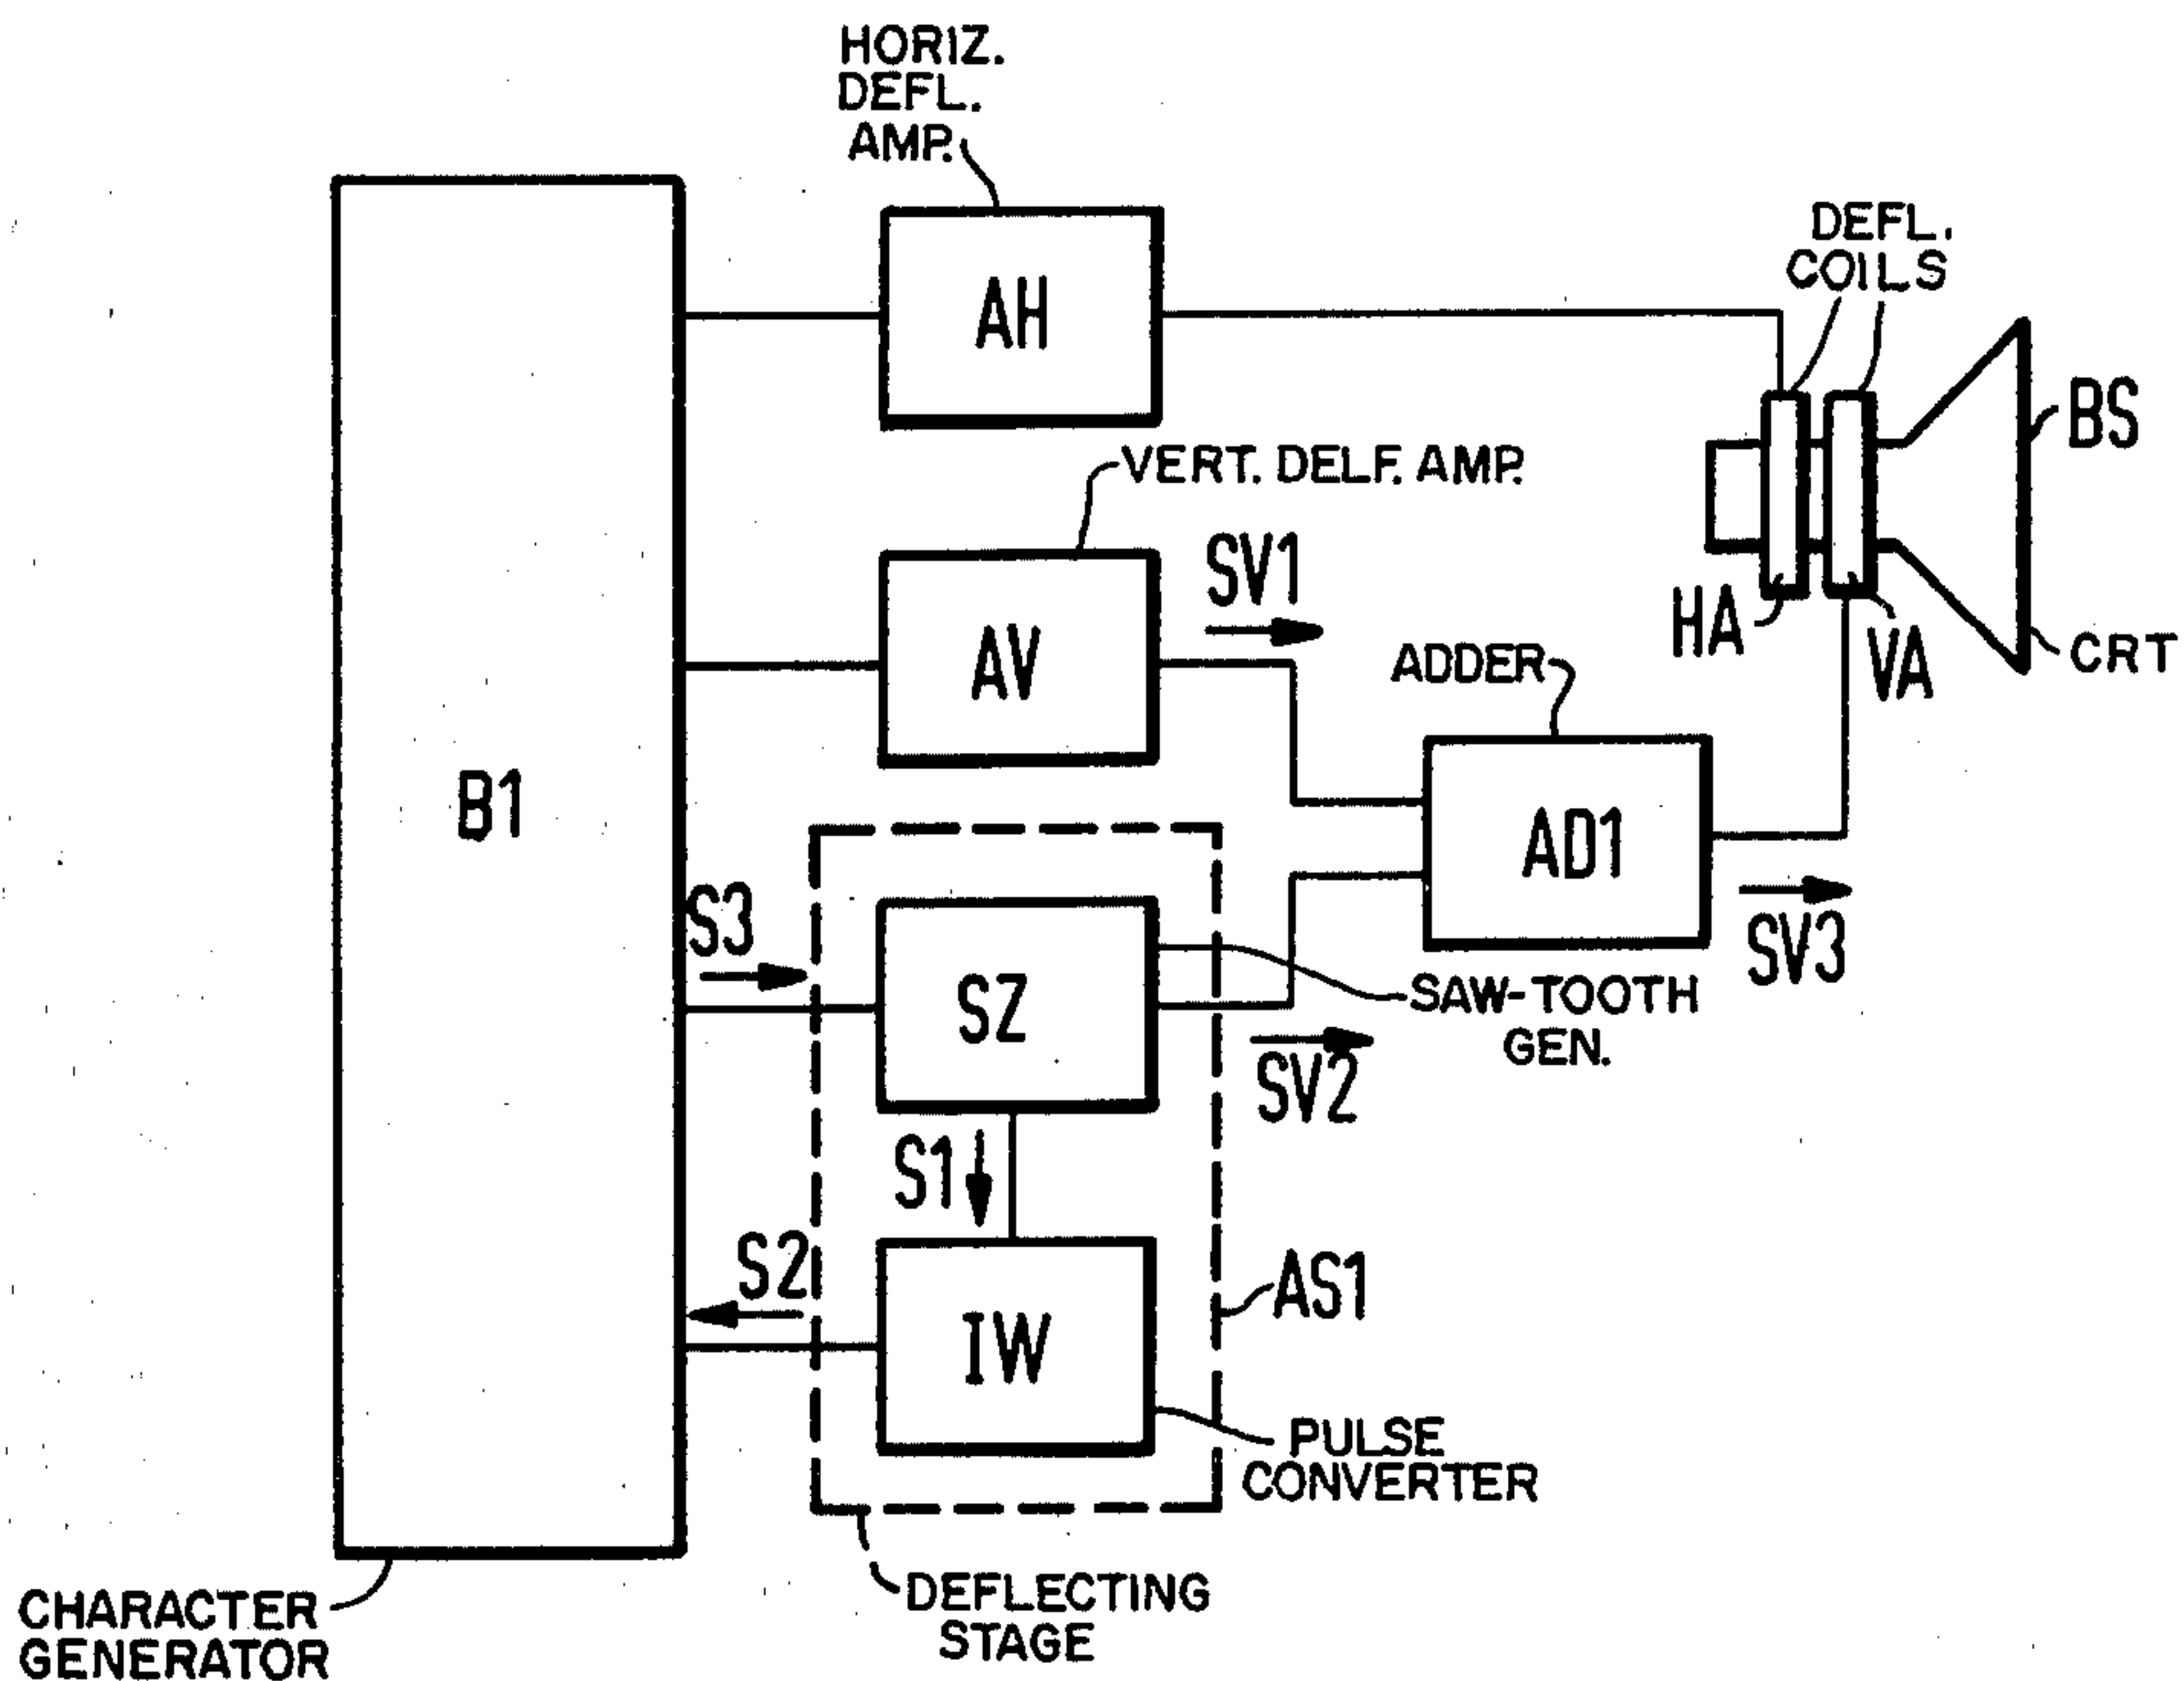 HORIZ.
DEFL.
AMP.
DEFL.
COILS
AH
BS
VERT. DELF. AMP.
SV1
HA
VA
CRT
AV
ADDER
B1
AD1
S3
SV3
SZ
SAW-TOOTH
GEN.
SV2
S1
S2
AS1
IW
PULSE
CONVERTER
CHARACTER
GENERATOR
DEFLECTING
STAGE